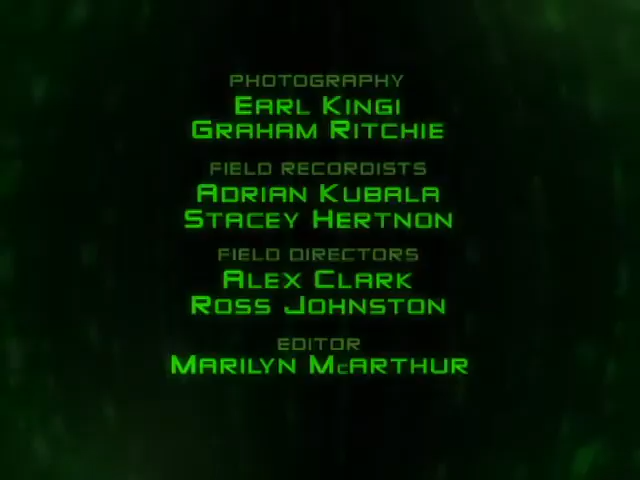 PHOTOGRAPHY
EARL KINGI
GRAHAM RITCHIE
FIELD RECORDISTS
ADRIAN KUBALA
STACEY HERTNON
FIELD DIRECTORS
ALEX CLARK
ROSS JOHNSTON
EDITOR
MARILYN McARTHUR